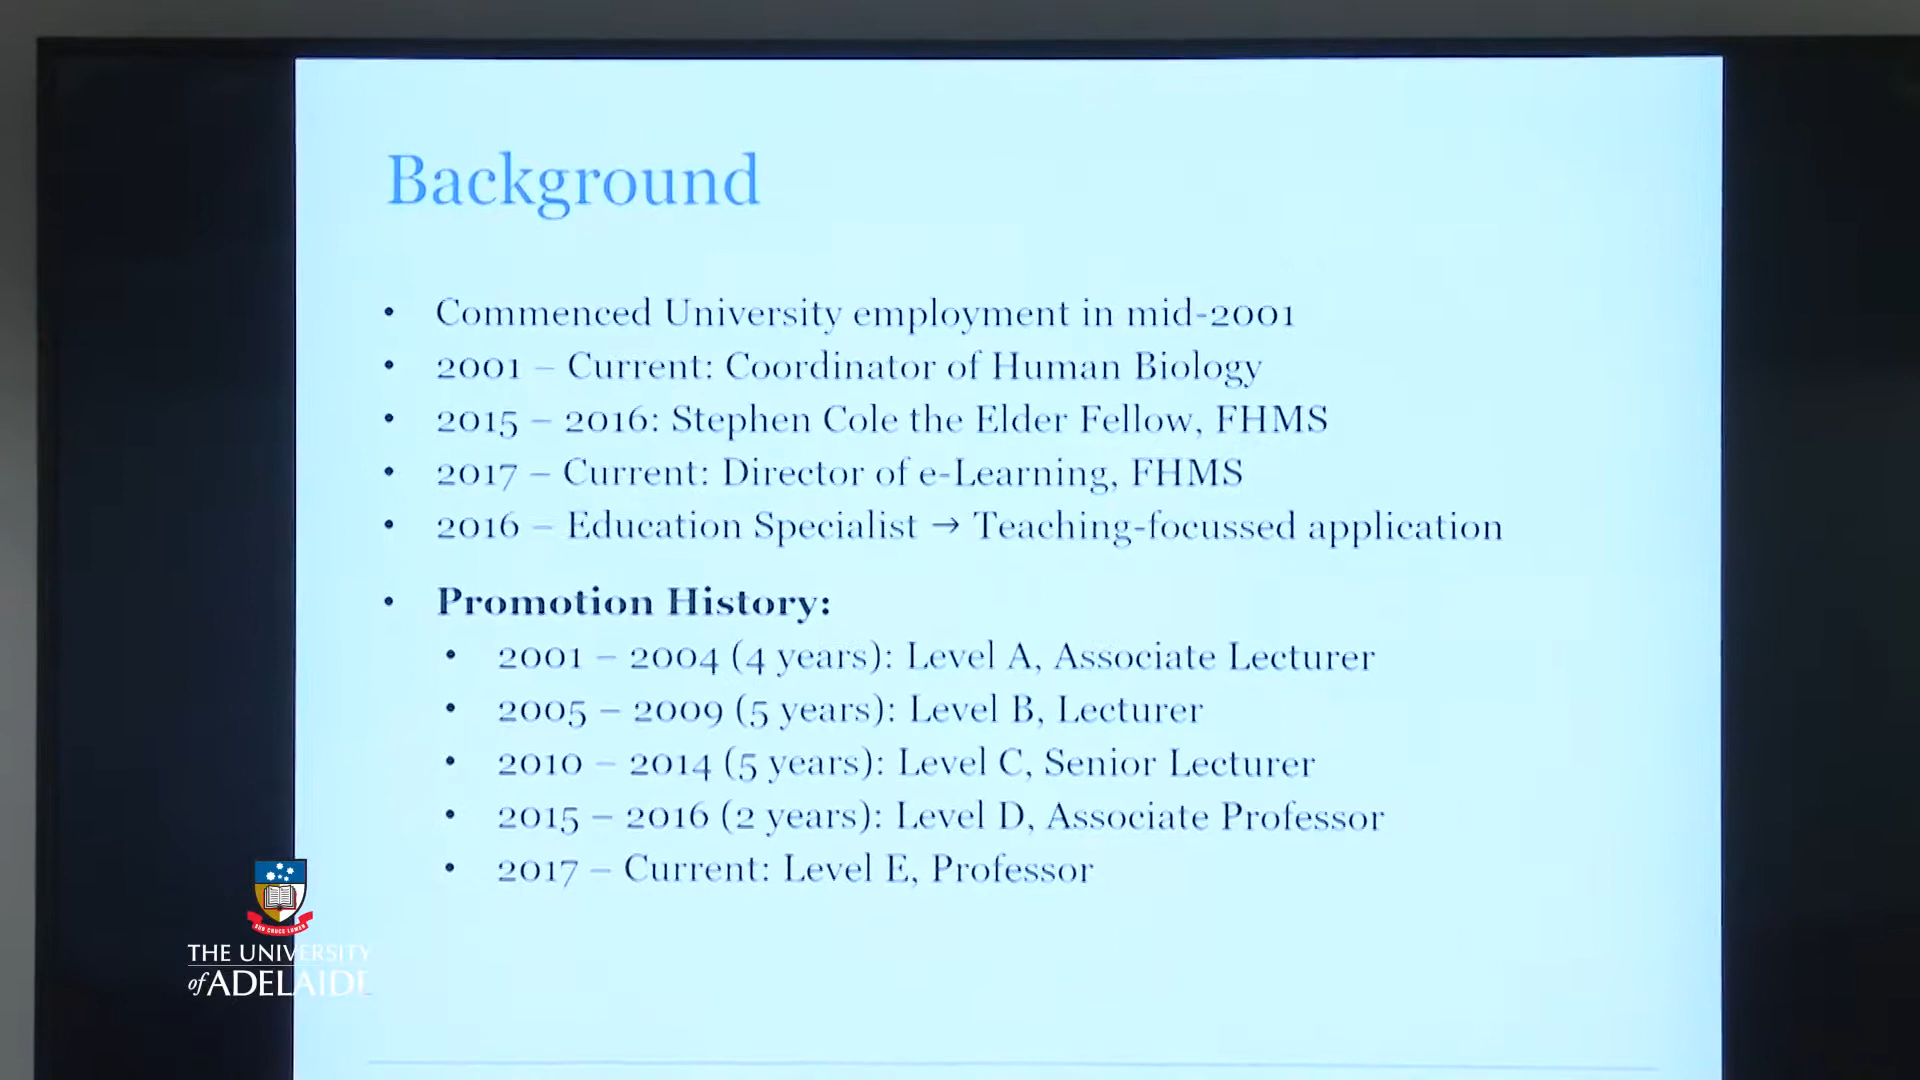 Background
• Commenced University employment in mid-2001
• 2001 – Current: Coordinator of Human Biology
• 2015 – 2016: Stephen Cole the Elder Fellow, FHMS
• 2017 – Current: Director of e-Learning, FHMS
• 2016 – Education Specialist → Teaching-focussed application
• Promotion History:
• 2001 – 2004 (4 years): Level A, Associate Lecturer
• 2005 – 2009 (5 years): Level B, Lecturer
• 2010 – 2014 (5 years): Level C, Senior Lecturer
• 2015 – 2016 (2 years): Level D, Associate Professor
• 2017 – Current: Level E, Professor
SUB CRUCE LUMEN
THE UNIVERSITY
of ADELAIDE